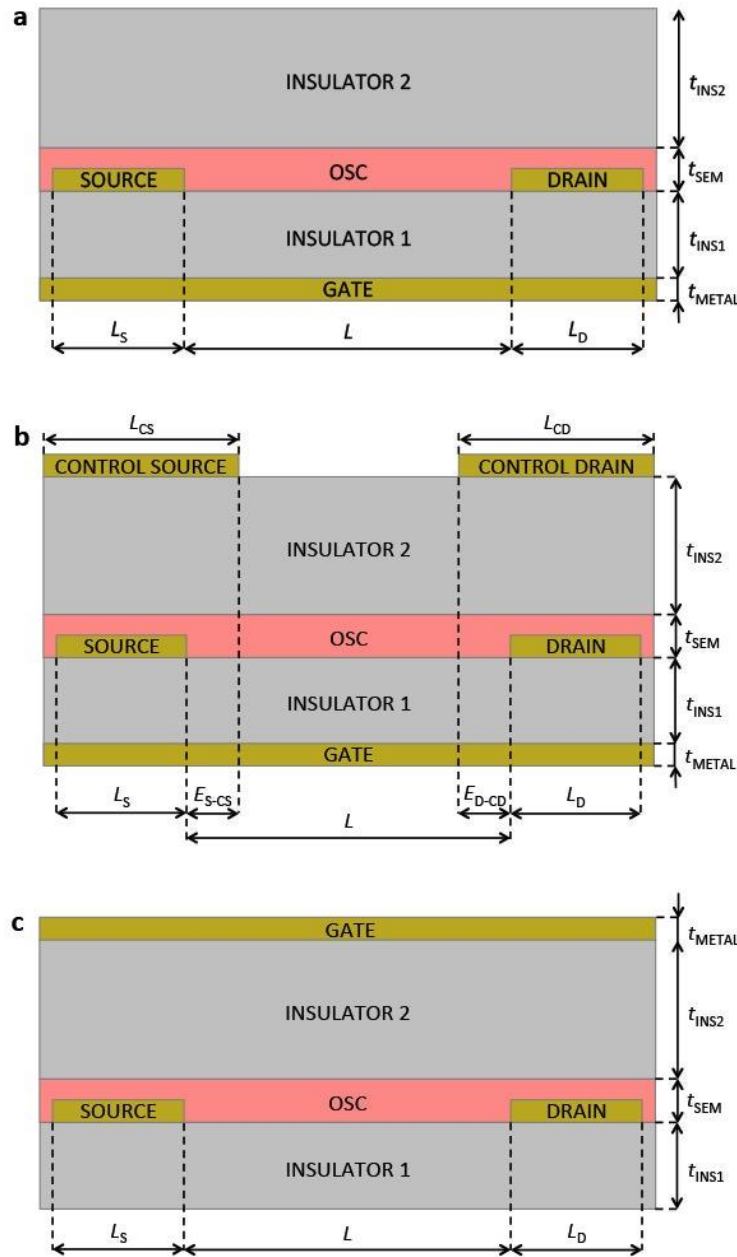 a
INSULATOR 2
tINS2
SOURCE
OSC
DRAIN
tSEM
INSULATOR 1
tINS1
GATE
tMETAL
LS
L
LD
b
LCS
LCD
CONTROL SOURCE
CONTROL DRAIN
INSULATOR 2
tINS2
SOURCE
OSC
DRAIN
tSEM
INSULATOR 1
tINS1
GATE
tMETAL
LS
ES-CS
L
ED-CD
LD
c
GATE
tMETAL
INSULATOR 2
tINS2
SOURCE
OSC
DRAIN
tSEM
INSULATOR 1
tINS1
LS
L
LD